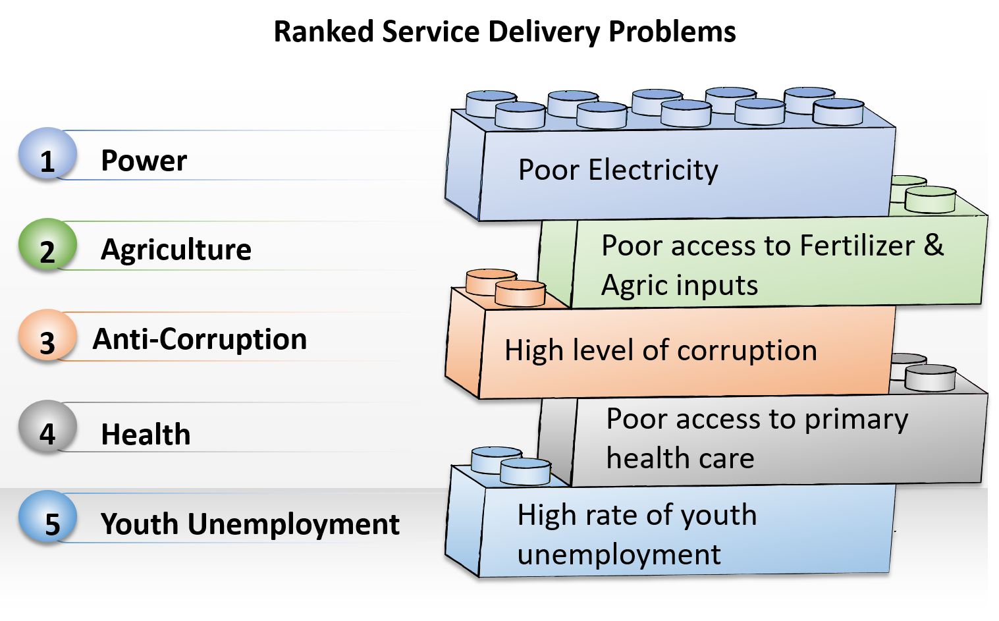 Ranked Service Delivery Problems
1 Power
Poor Electricity
2 Agriculture
Poor access to Fertilizer &
Agric inputs
3 Anti-Corruption
High level of corruption
4 Health
Poor access to primary
health care
5 Youth Unemployment
High rate of youth
unemployment